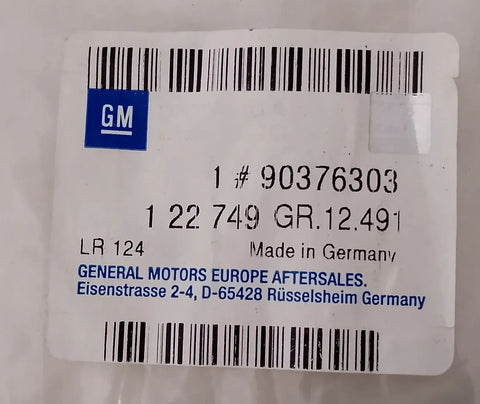 GM
1 # 90376303
1 22 749 GR.12.491
LR 124 Made in Germany
GENERAL MOTORS EUROPE AFTERSALES.
Eisenstrasse 2-4, D-65428 Rüsselsheim Germany